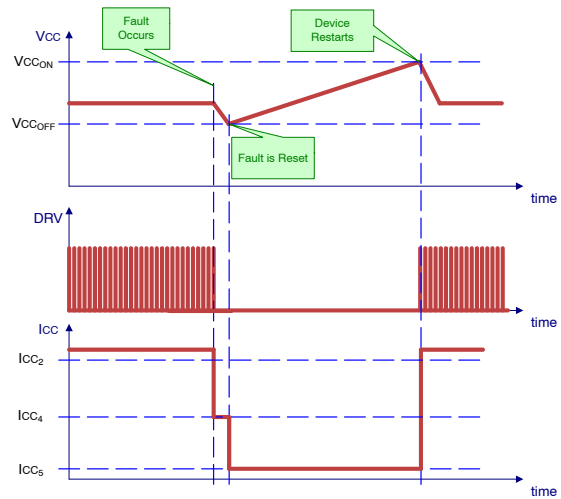 Fault
Occurs
Device
Restarts
VCC
VCCON
VCCOFF
Fault is Reset
time
DRV
time
ICC
ICC2
ICC4
ICC5
time